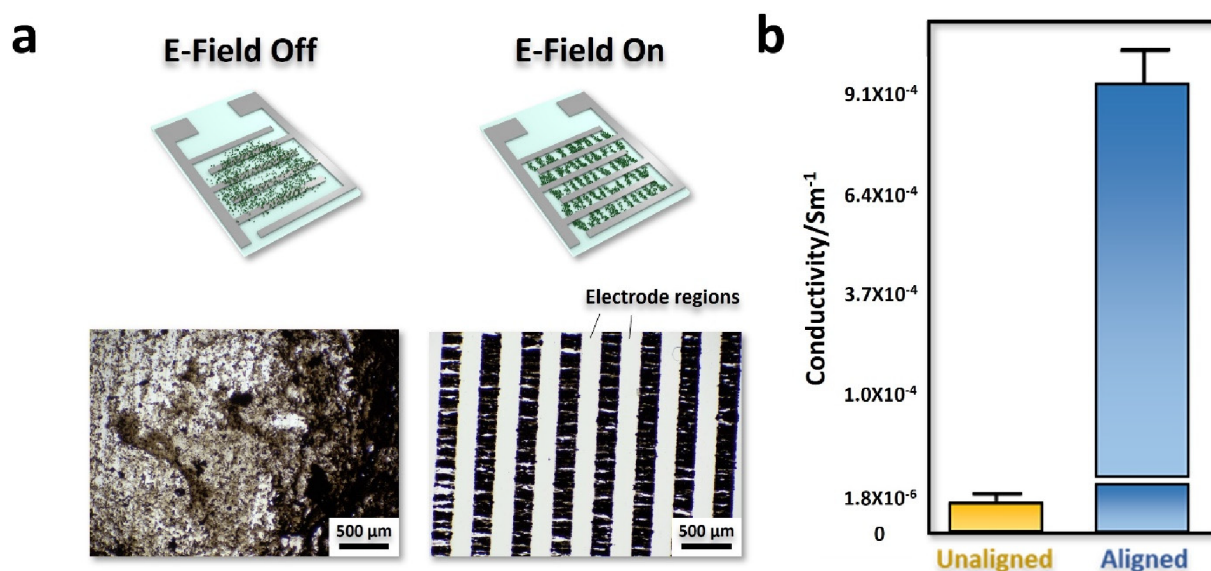 a
E-Field Off
E-Field On
Electrode regions
500 µm
500 µm
b
Conductivity/Sm⁻¹
9.1X10⁻⁴
6.4X10⁻⁴
3.7X10⁻⁴
1.0X10⁻⁴
1.8X10⁻⁶
0
Unaligned
Aligned